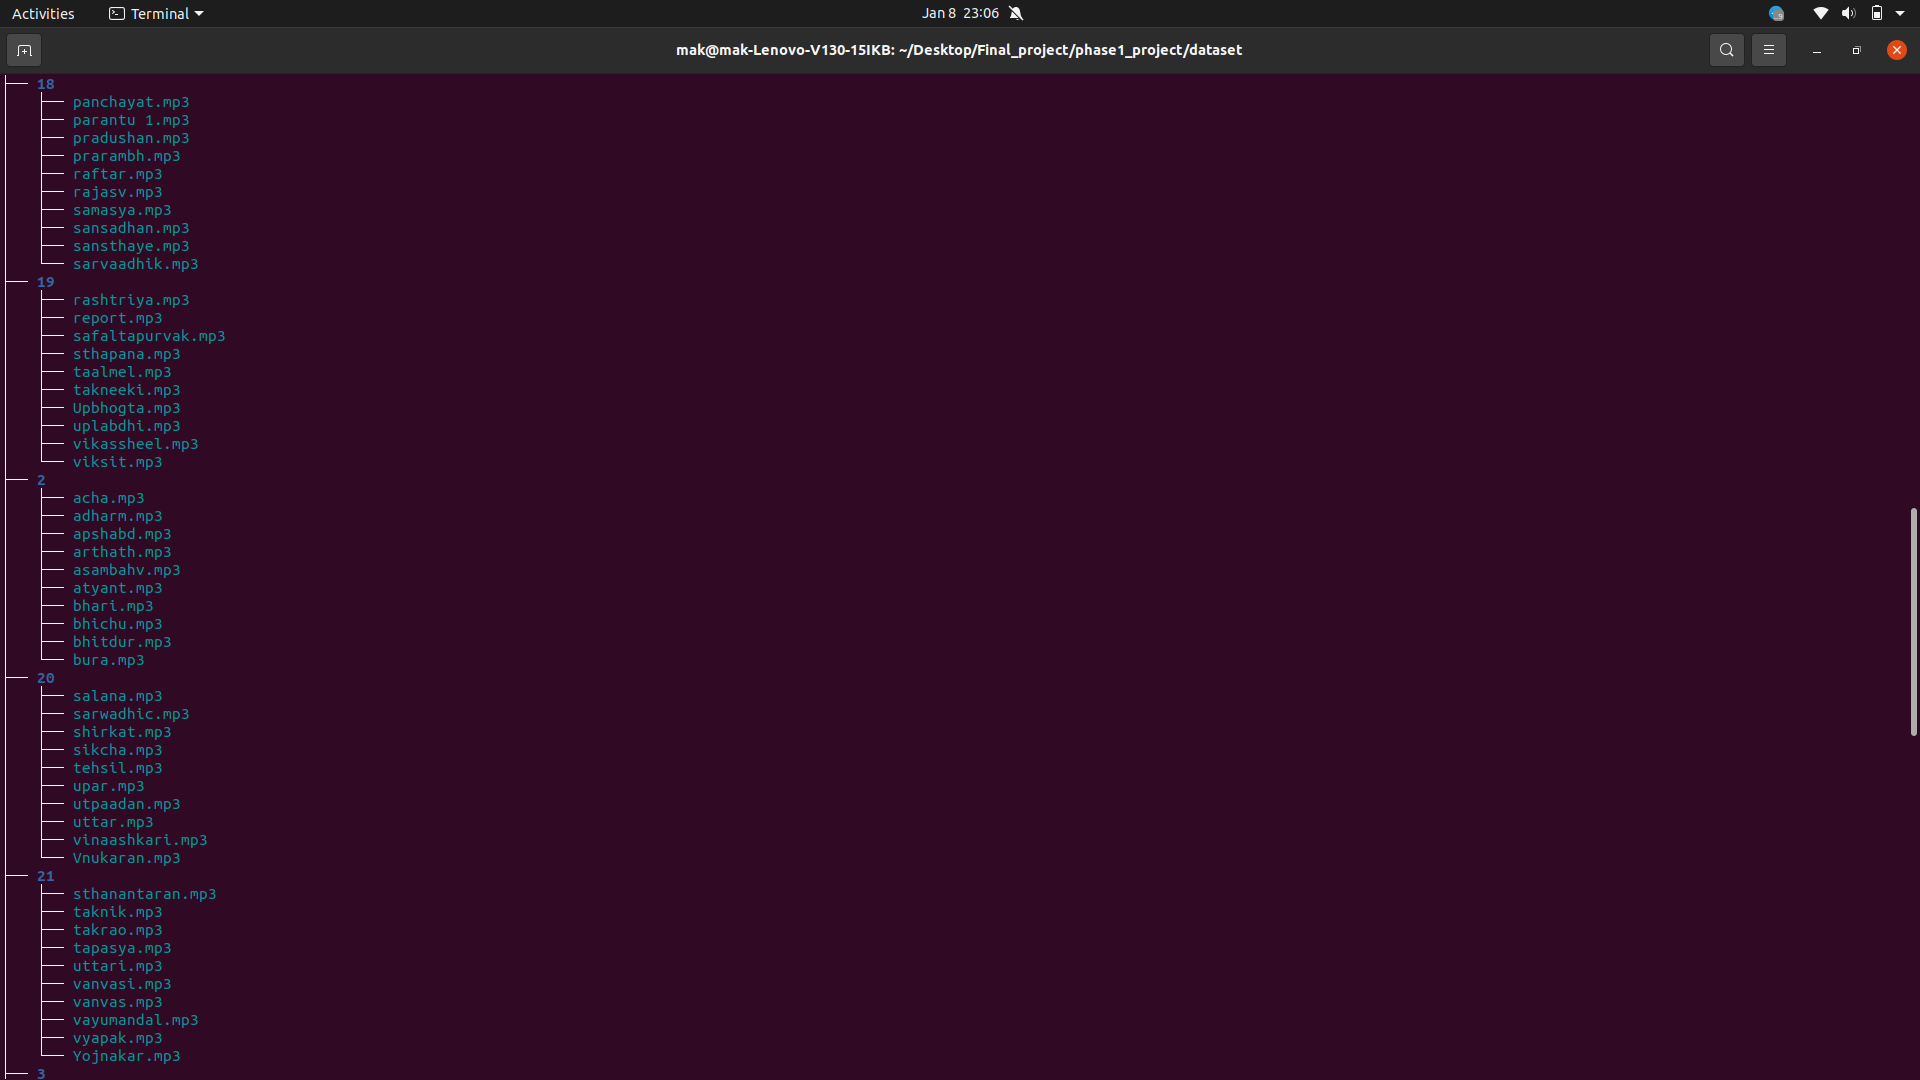 Activities Terminal Jan 8 23:06
mak@mak-Lenovo-V130-15IKB: ~/Desktop/Final_project/phase1_project/dataset
├── 18
│   ├── panchayat.mp3
│   ├── parantu 1.mp3
│   ├── pradushan.mp3
│   ├── prarambh.mp3
│   ├── raftar.mp3
│   ├── rajasv.mp3
│   ├── samasya.mp3
│   ├── sansadhan.mp3
│   ├── sansthaye.mp3
│   └── sarvaadhik.mp3
├── 19
│   ├── rashtriya.mp3
│   ├── report.mp3
│   ├── safaltapurvak.mp3
│   ├── sthapana.mp3
│   ├── taalmel.mp3
│   ├── takneeki.mp3
│   ├── Upbhogta.mp3
│   ├── uplabdhi.mp3
│   ├── vikassheel.mp3
│   └── viksit.mp3
├── 2
│   ├── acha.mp3
│   ├── adharm.mp3
│   ├── apshabd.mp3
│   ├── arthath.mp3
│   ├── asambahv.mp3
│   ├── atyant.mp3
│   ├── bhari.mp3
│   ├── bhichu.mp3
│   ├── bhitdur.mp3
│   └── bura.mp3
├── 20
│   ├── salana.mp3
│   ├── sarwadhic.mp3
│   ├── shirkat.mp3
│   ├── sikcha.mp3
│   ├── tehsil.mp3
│   ├── upar.mp3
│   ├── utpaadan.mp3
│   ├── uttar.mp3
│   ├── vinaashkari.mp3
│   └── Vnukaran.mp3
├── 21
│   ├── sthanantaran.mp3
│   ├── taknik.mp3
│   ├── takrao.mp3
│   ├── tapasya.mp3
│   ├── uttari.mp3
│   ├── vanvasi.mp3
│   ├── vanvas.mp3
│   ├── vayumandal.mp3
│   ├── vyapak.mp3
│   └── Yojnakar.mp3
├── 3